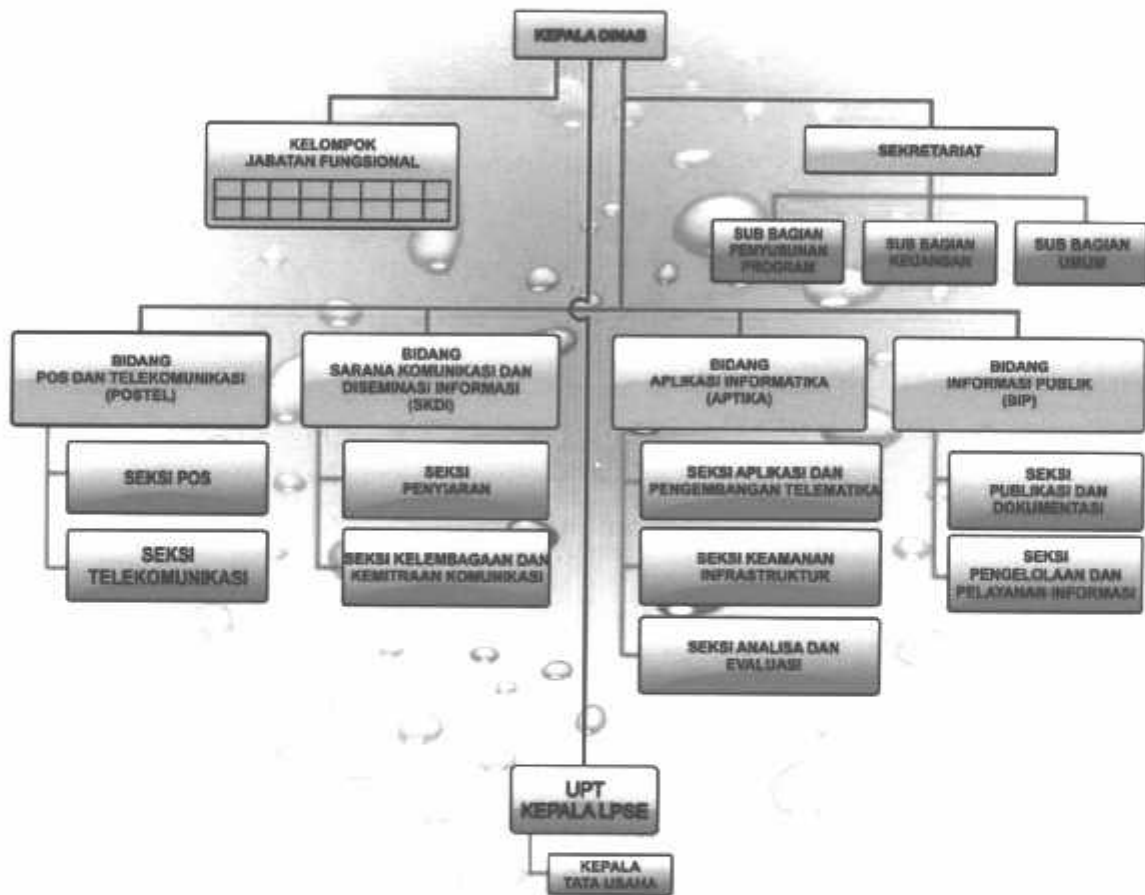 KEPALA DINAS
KELOMPOK
JABATAN FUNGSIONAL
SEKRETARIAT
SUB BAGIAN
PENYUSUNAN
PROGRAM
SUB BAGIAN
KEUANGAN
SUB BAGIAN
UMUM
BIDANG
POS DAN TELEKOMUNIKASI
(POSTEL)
SEKSI POS
SEKSI
TELEKOMUNIKASI
BIDANG
SARANA KOMUNIKASI DAN
DISEMINASI INFORMASI
(SKDI)
SEKSI
PENYIARAN
SEKSI KELEMBAGAAN DAN
KEMITRAAN KOMUNIKASI
BIDANG
APLIKASI INFORMATIKA
(APTIKA)
SEKSI APLIKASI DAN
PENGEMBANGAN TELEMATIKA
SEKSI KEAMANAN
INFRASTRUKTUR
SEKSI ANALISA DAN
EVALUASI
BIDANG
INFORMASI PUBLIK
(BIP)
SEKSI
PUBLIKASI DAN
DOKUMENTASI
SEKSI
PENGELOLAAN DAN
PELAYANAN INFORMASI
UPT
KEPALA LPSE
KEPALA
TATA USAHA